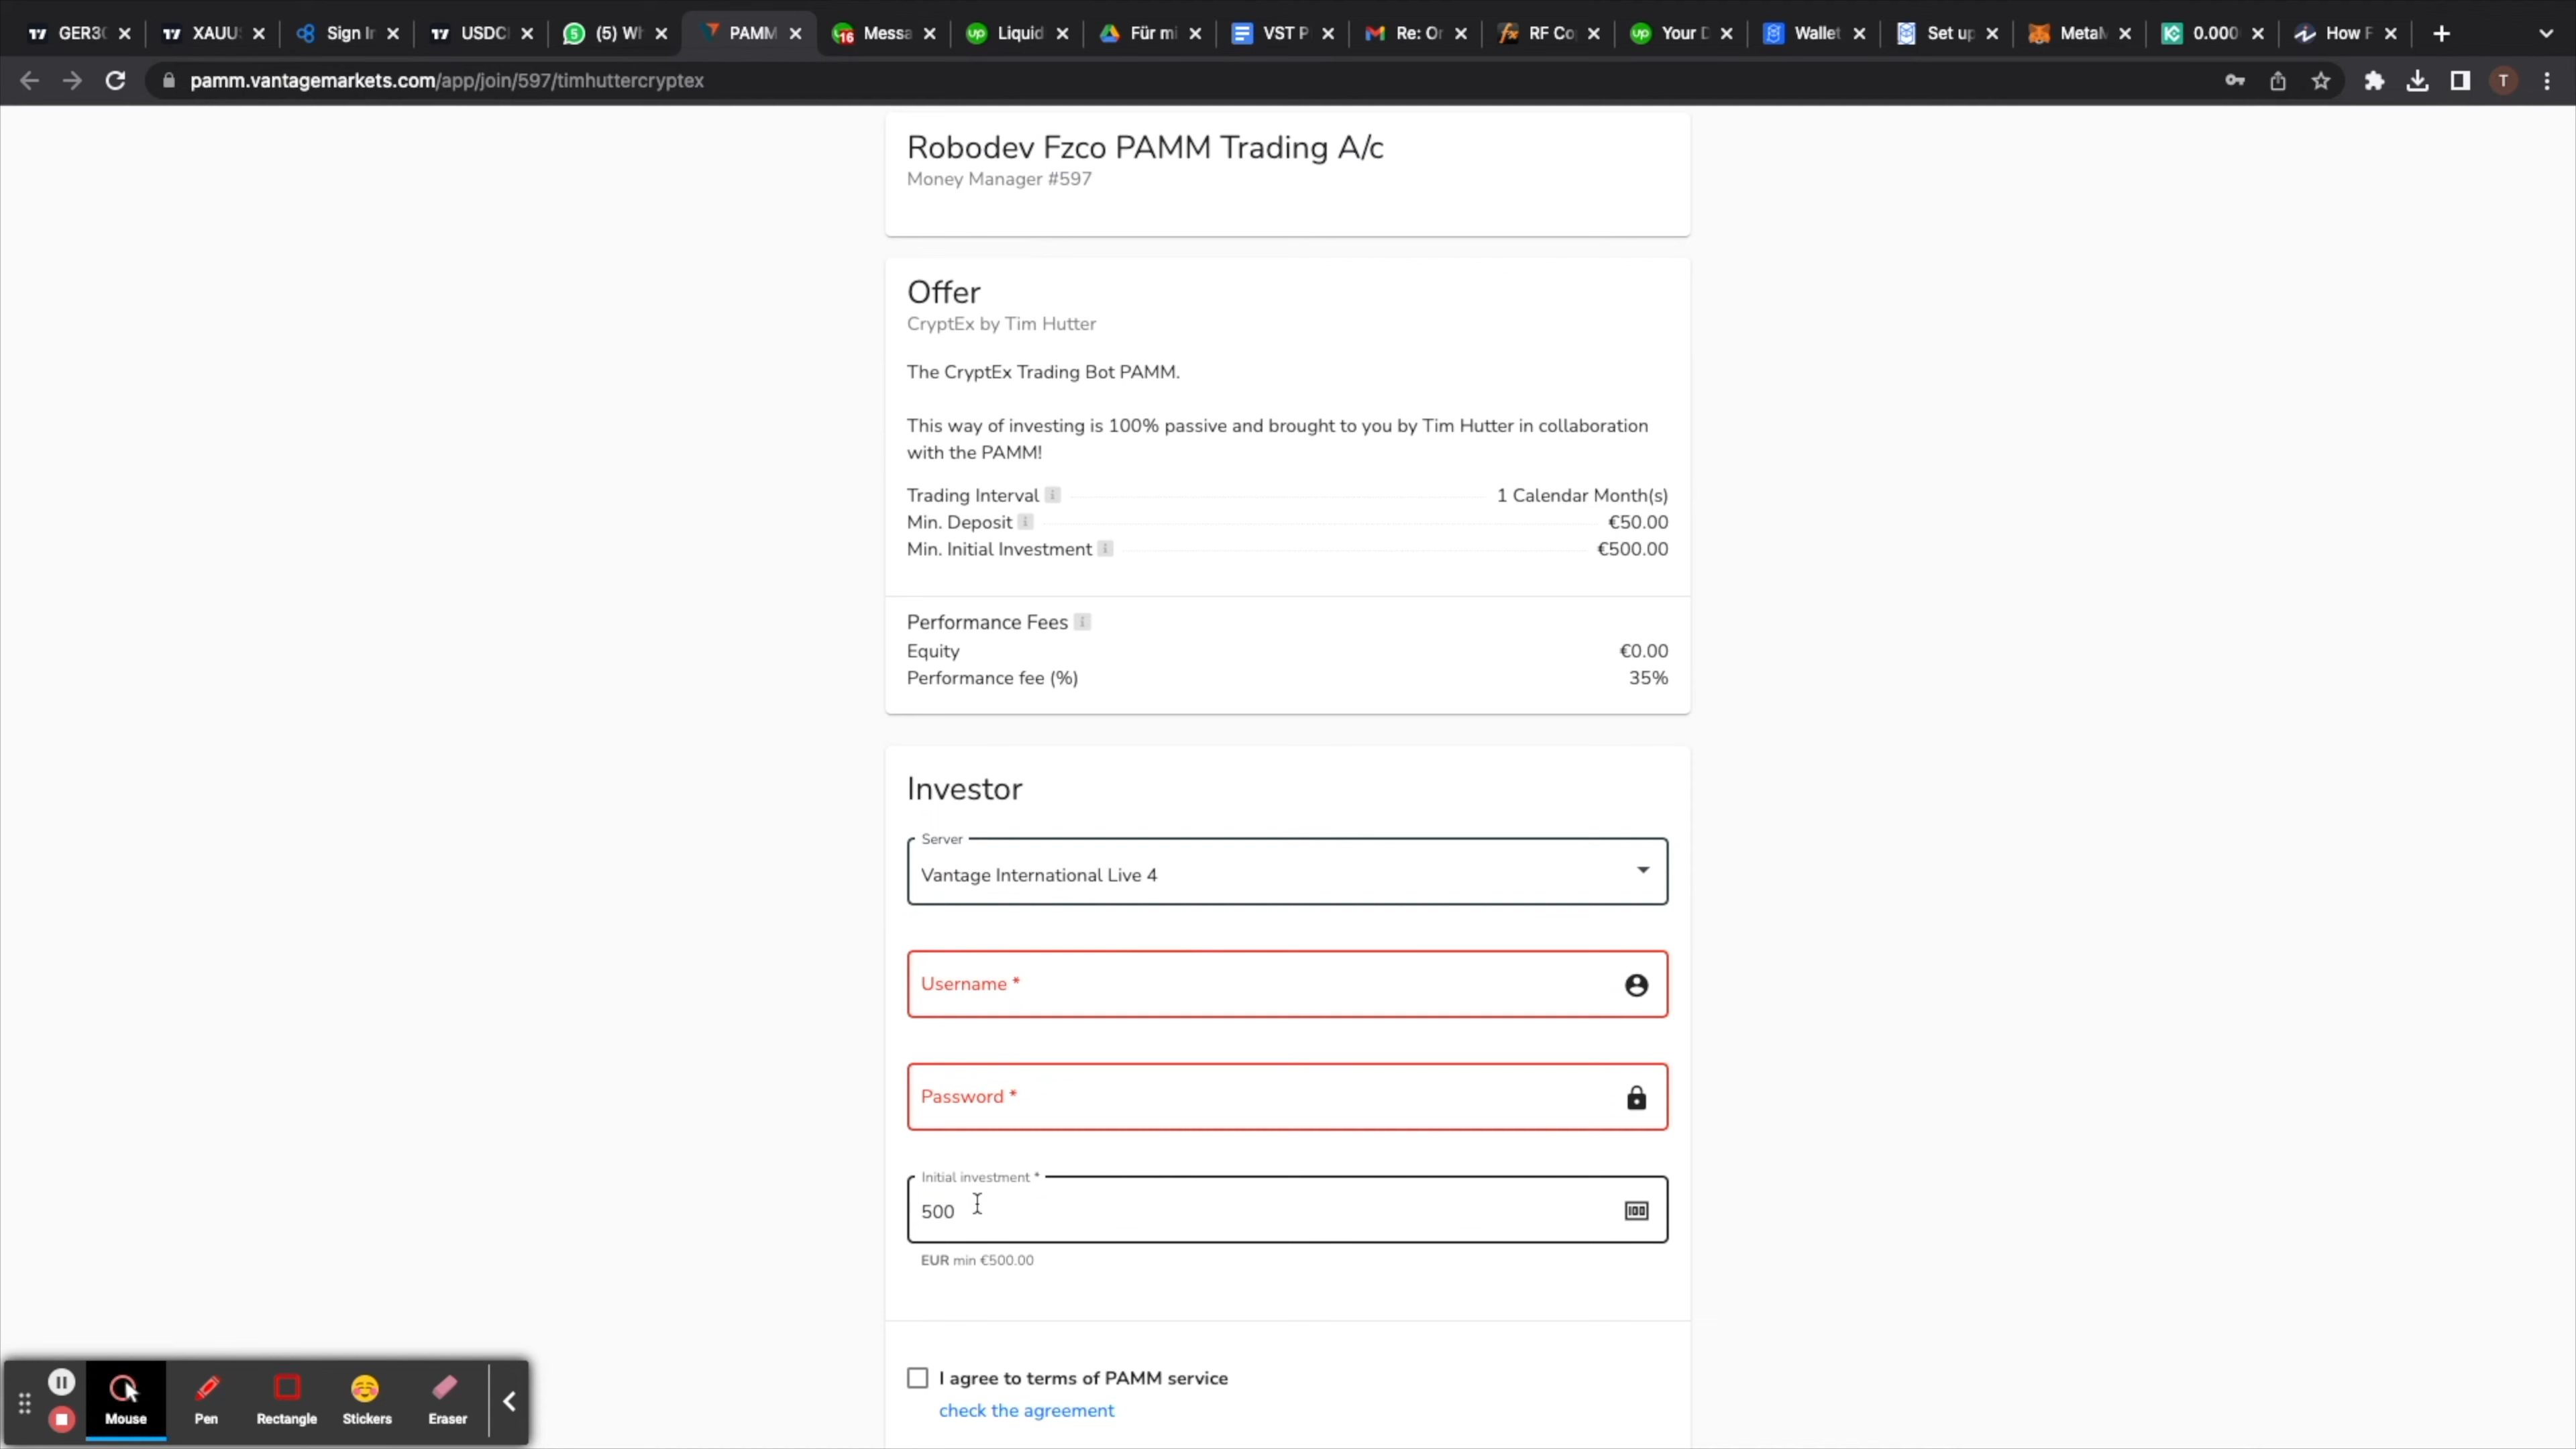 GER30
XAUU
Sign In
USDC
(5) Wh
PAMM
Messa
Liquid
Für mi
VST P
Re: Or
RF Co
Your D
Wallet
Set up
MetaM
0.000
How F
pamm.vantagemarkets.com/app/join/597/timhuttercryptex
T
Robodev Fzco PAMM Trading A/c
Money Manager #597
Offer
CryptEx by Tim Hutter
The CryptEx Trading Bot PAMM.
This way of investing is 100% passive and brought to you by Tim Hutter in collaboration
with the PAMM!
Trading Interval 1 Calendar Month(s)
Min. Deposit €50.00
Min. Initial Investment €500.00
Performance Fees
Equity €0.00
Performance fee (%) 35%
Investor
Server
Vantage International Live 4
Username *
Password *
Initial investment *
500
EUR min €500.00
I agree to terms of PAMM service
check the agreement
Mouse
Pen
Rectangle
Stickers
Eraser